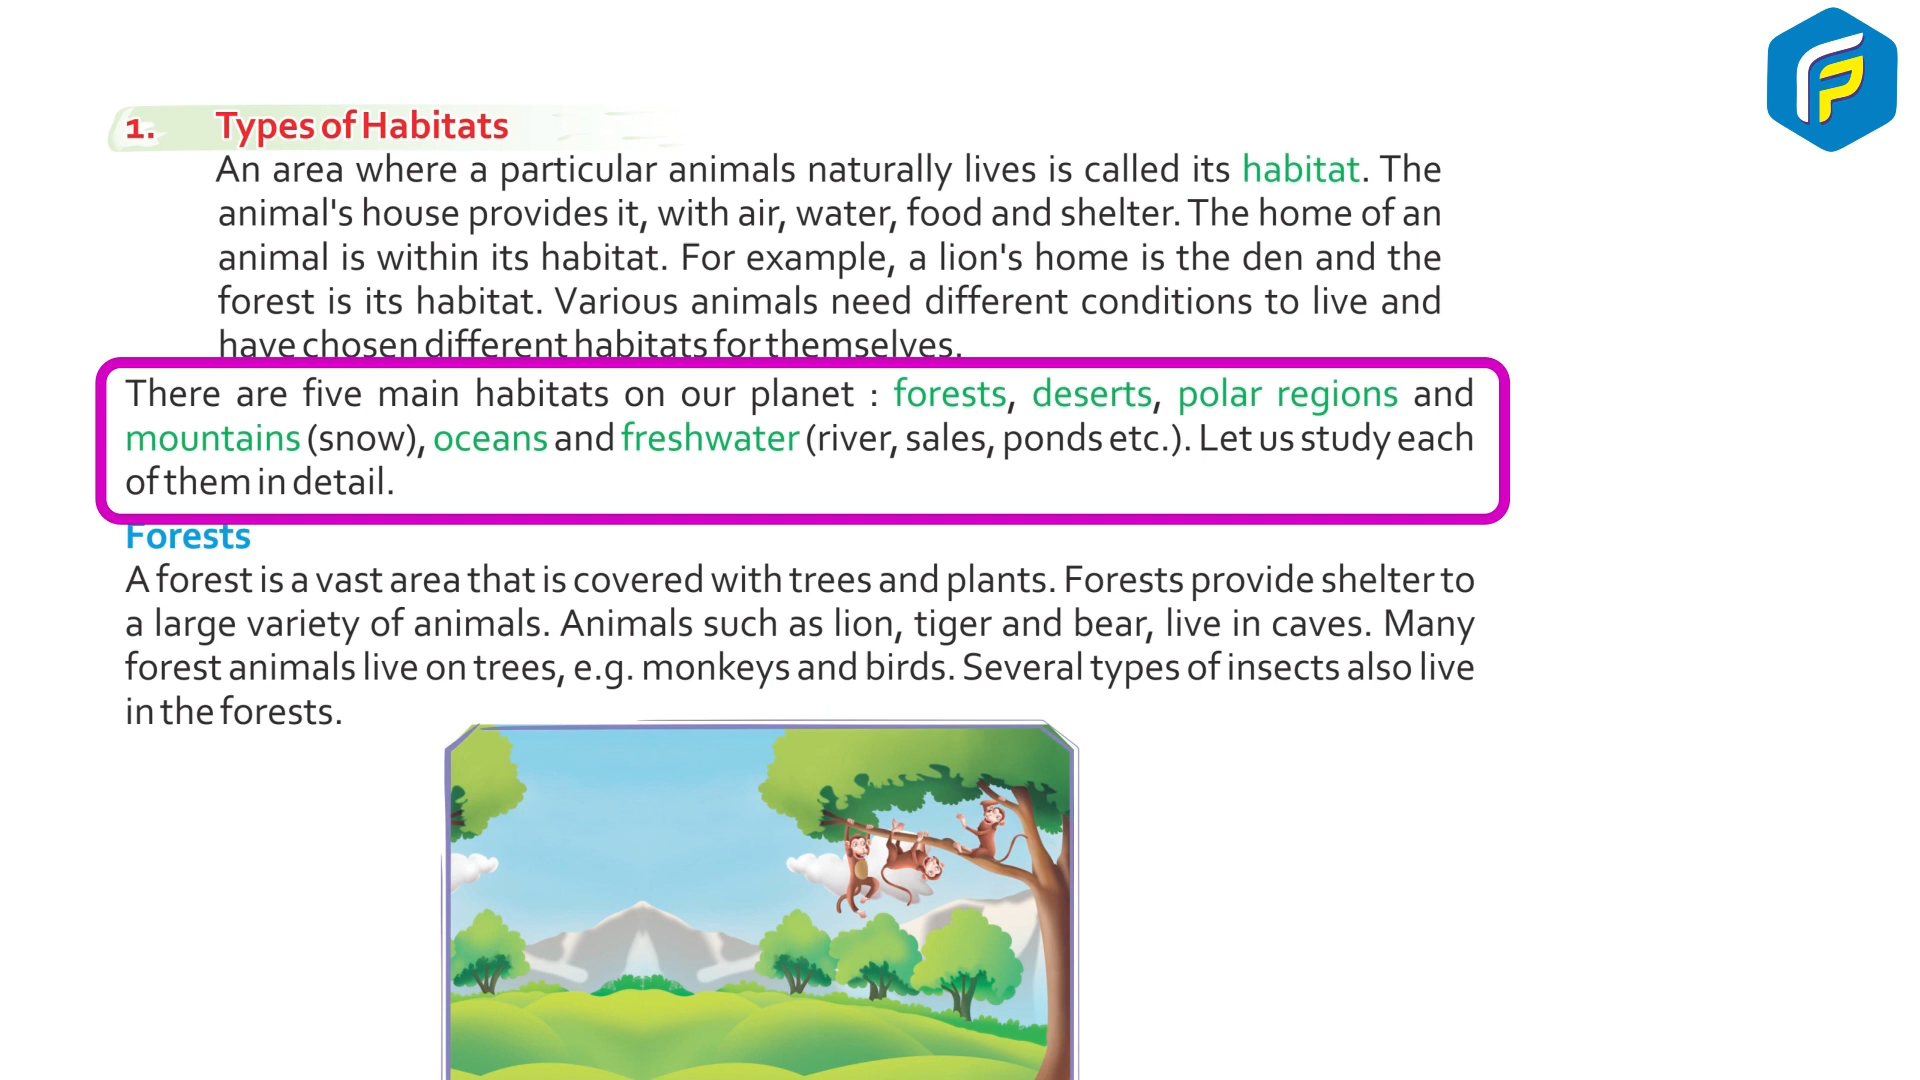 1. Types of Habitats
An area where a particular animals naturally lives is called its habitat. The
animal's house provides it, with air, water, food and shelter. The home of an
animal is within its habitat. For example, a lion's home is the den and the
forest is its habitat. Various animals need different conditions to live and
have chosen different habitats for themselves.
There are five main habitats on our planet : forests, deserts, polar regions and
mountains (snow), oceans and freshwater (river, sales, ponds etc.). Let us study each
of them in detail.
Forests
A forest is a vast area that is covered with trees and plants. Forests provide shelter to
a large variety of animals. Animals such as lion, tiger and bear, live in caves. Many
forest animals live on trees, e.g. monkeys and birds. Several types of insects also live
in the forests.